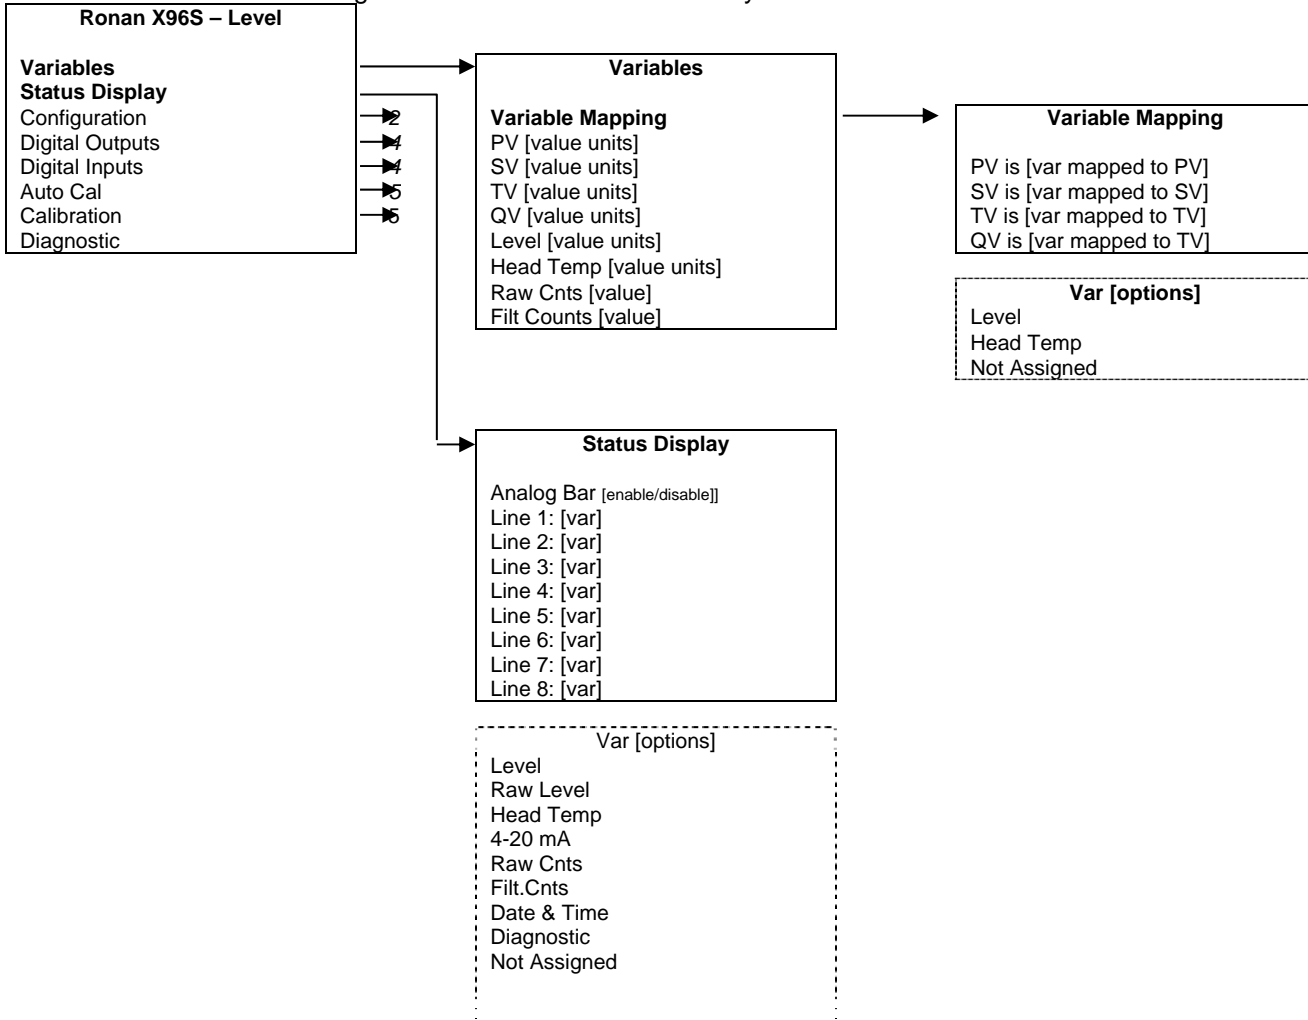 Ronan X96S – Level
Variables
Status Display
Configuration
2
Digital Outputs
4
Digital Inputs
4
Auto Cal
5
Calibration
5
Diagnostic
Variables
Variable Mapping
PV [value units]
SV [value units]
TV [value units]
QV [value units]
Level [value units]
Head Temp [value units]
Raw Cnts [value]
Filt Counts [value]
Variable Mapping
PV is [var mapped to PV]
SV is [var mapped to SV]
TV is [var mapped to TV]
QV is [var mapped to TV]
Var [options]
Level
Head Temp
Not Assigned
Status Display
Analog Bar [enable/disable]]
Line 1: [var]
Line 2: [var]
Line 3: [var]
Line 4: [var]
Line 5: [var]
Line 6: [var]
Line 7: [var]
Line 8: [var]
Var [options]
Level
Raw Level
Head Temp
4-20 mA
Raw Cnts
Filt.Cnts
Date & Time
Diagnostic
Not Assigned